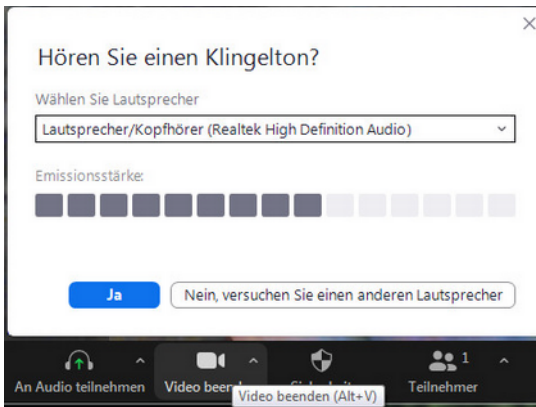 Hören Sie einen Klingelton?
Wählen Sie Lautsprecher
Lautsprecher/Kopfhörer (Realtek High Definition Audio)
Emissionsstärke:
Ja
Nein, versuchen Sie einen anderen Lautsprecher
1
An Audio teilnehmen
Video
Teilnehmer
Video beenden (Alt+V)